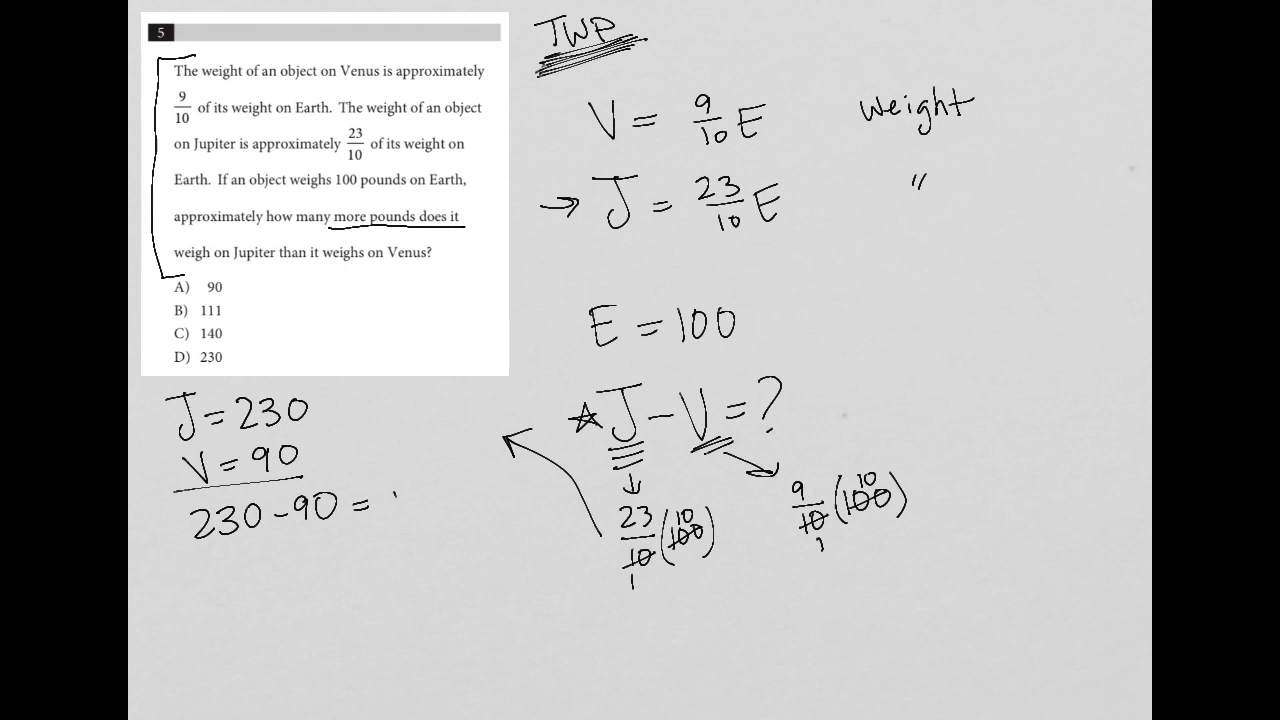 5
The weight of an object on Venus is approximately
9/10 of its weight on Earth. The weight of an object
on Jupiter is approximately 23/10 of its weight on
Earth. If an object weighs 100 pounds on Earth,
approximately how many more pounds does it
weigh on Jupiter than it weighs on Venus?
A) 90
B) 111
C) 140
D) 230
TWP
V = 9/10 E weight
→ J = 23/10 E "
E = 100
☆ J - V = ?
23/10 (100) 10 1
9/10 (100) 10 1
J = 230
V = 90
230 - 90 =